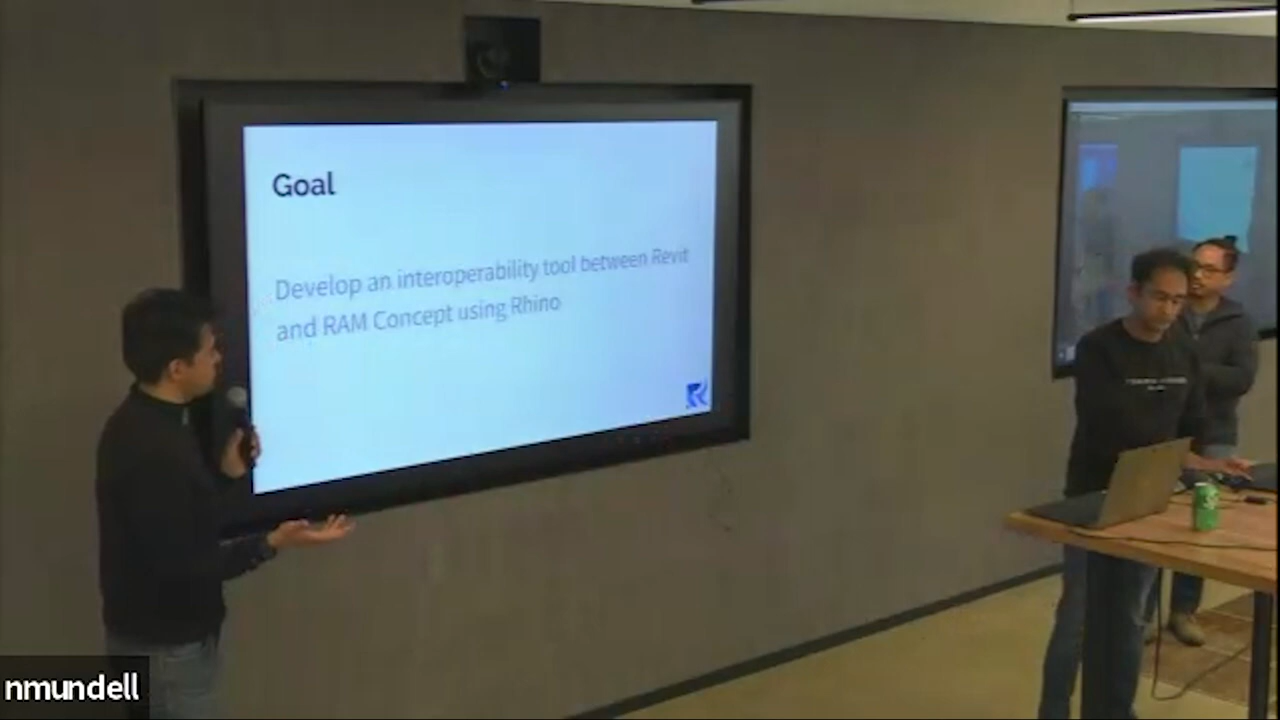 Goal
Develop an interoperability tool between Revit
and RAM Concept using Rhino
nmundell